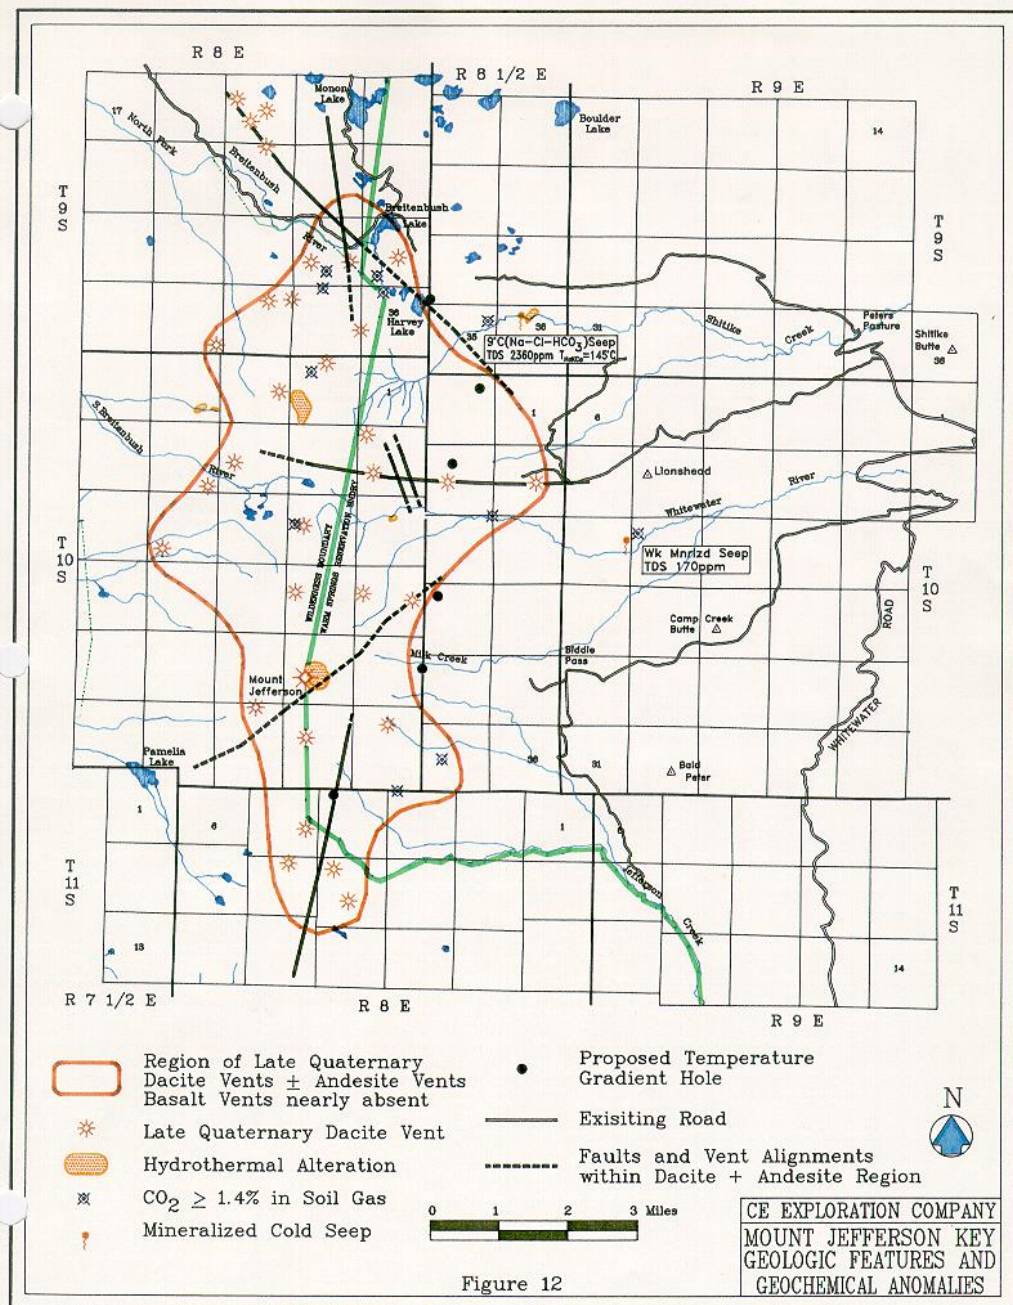 R 8 E
R 8 1/2 E
R 9 E
Monon
Lake
Boulder
Lake
14
17
North Fork
Breitenbush
River
Breitenbush
Lake
T
9
S
T
9
S
36
Harvey
Lake
35
36
31
Shitike
Creek
Peters
Pasture
Shitike
Butte
36
9°C(Na-Cl-HCO3)Seep
TDS 2360ppm TNaKCa=145°C
1
1
6
1
S.Breitenbush
River
Lionshead
Whitewater
River
Wk Mnrlzd Seep
TDS 170ppm
T
10
S
T
10
S
WILDERNESS BOUNDARY
WARM SPRINGS RESERVATION BNDRY
Camp Creek
Butte
ROAD
WHITEWATER
Milk Creek
Biddle
Pass
Mount
Jefferson
Pamelia
Lake
36
31
Bald
Peter
1
6
1
6
T
11
S
T
11
S
Jefferson
Creek
13
14
R 7 1/2 E
R 8 E
R 9 E
Region of Late Quaternary
Dacite Vents ± Andesite Vents
Basalt Vents nearly absent
Late Quaternary Dacite Vent
Hydrothermal Alteration
CO2 ≥ 1.4% in Soil Gas
Mineralized Cold Seep
Proposed Temperature
Gradient Hole
Exisiting Road
Faults and Vent Alignments
within Dacite + Andesite Region
N
0 1 2 3 Miles
Figure 12
CE EXPLORATION COMPANY
MOUNT JEFFERSON KEY
GEOLOGIC FEATURES AND
GEOCHEMICAL ANOMALIES